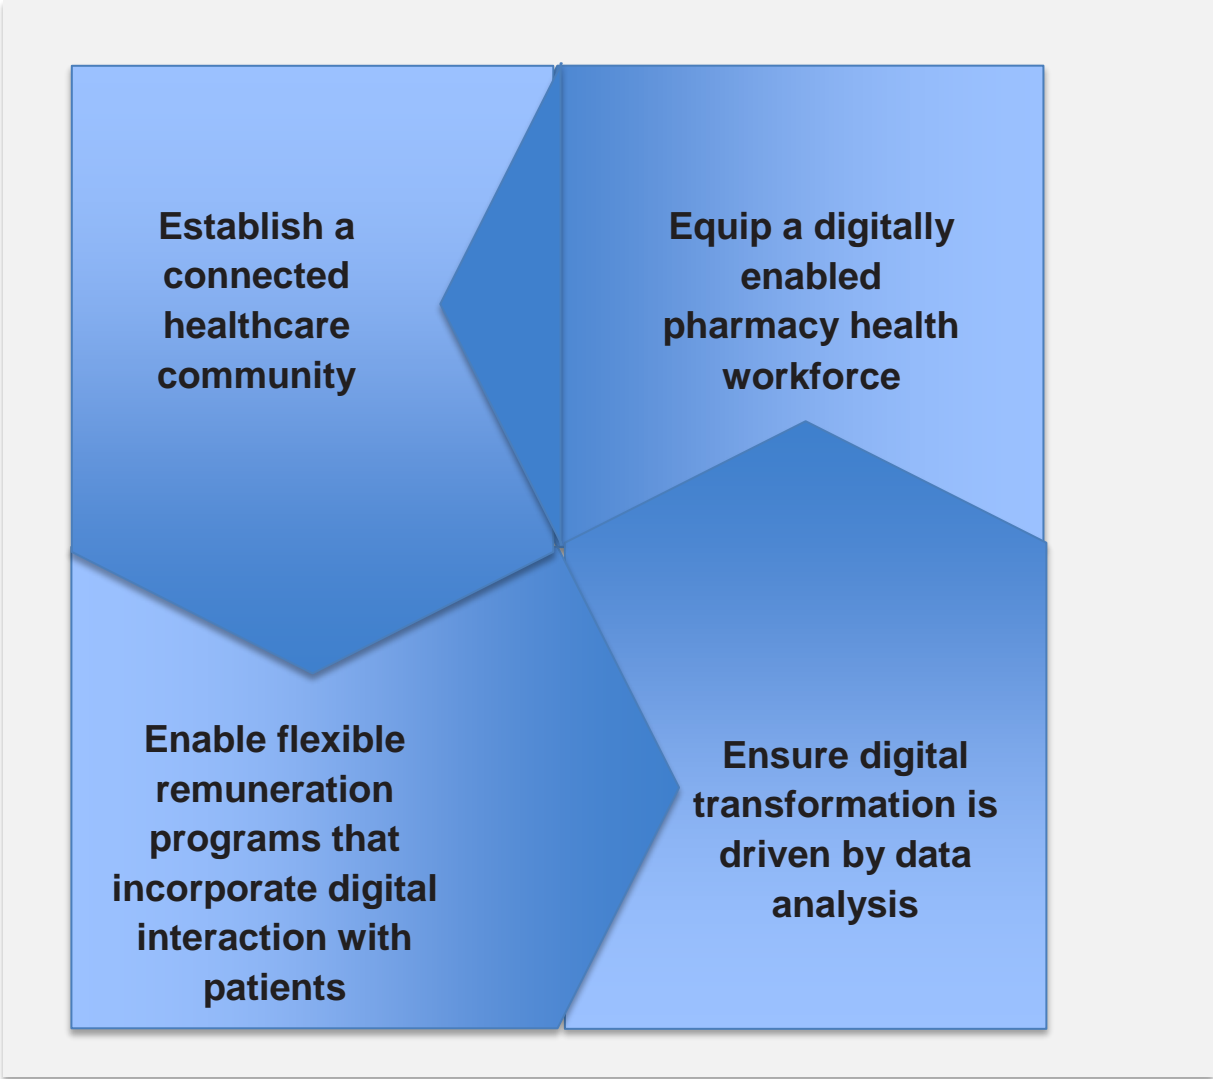 Establish a
connected
healthcare
community
Equip a digitally
enabled
pharmacy health
workforce
Enable flexible
remuneration
programs that
incorporate digital
interaction with
patients
Ensure digital
transformation is
driven by data
analysis